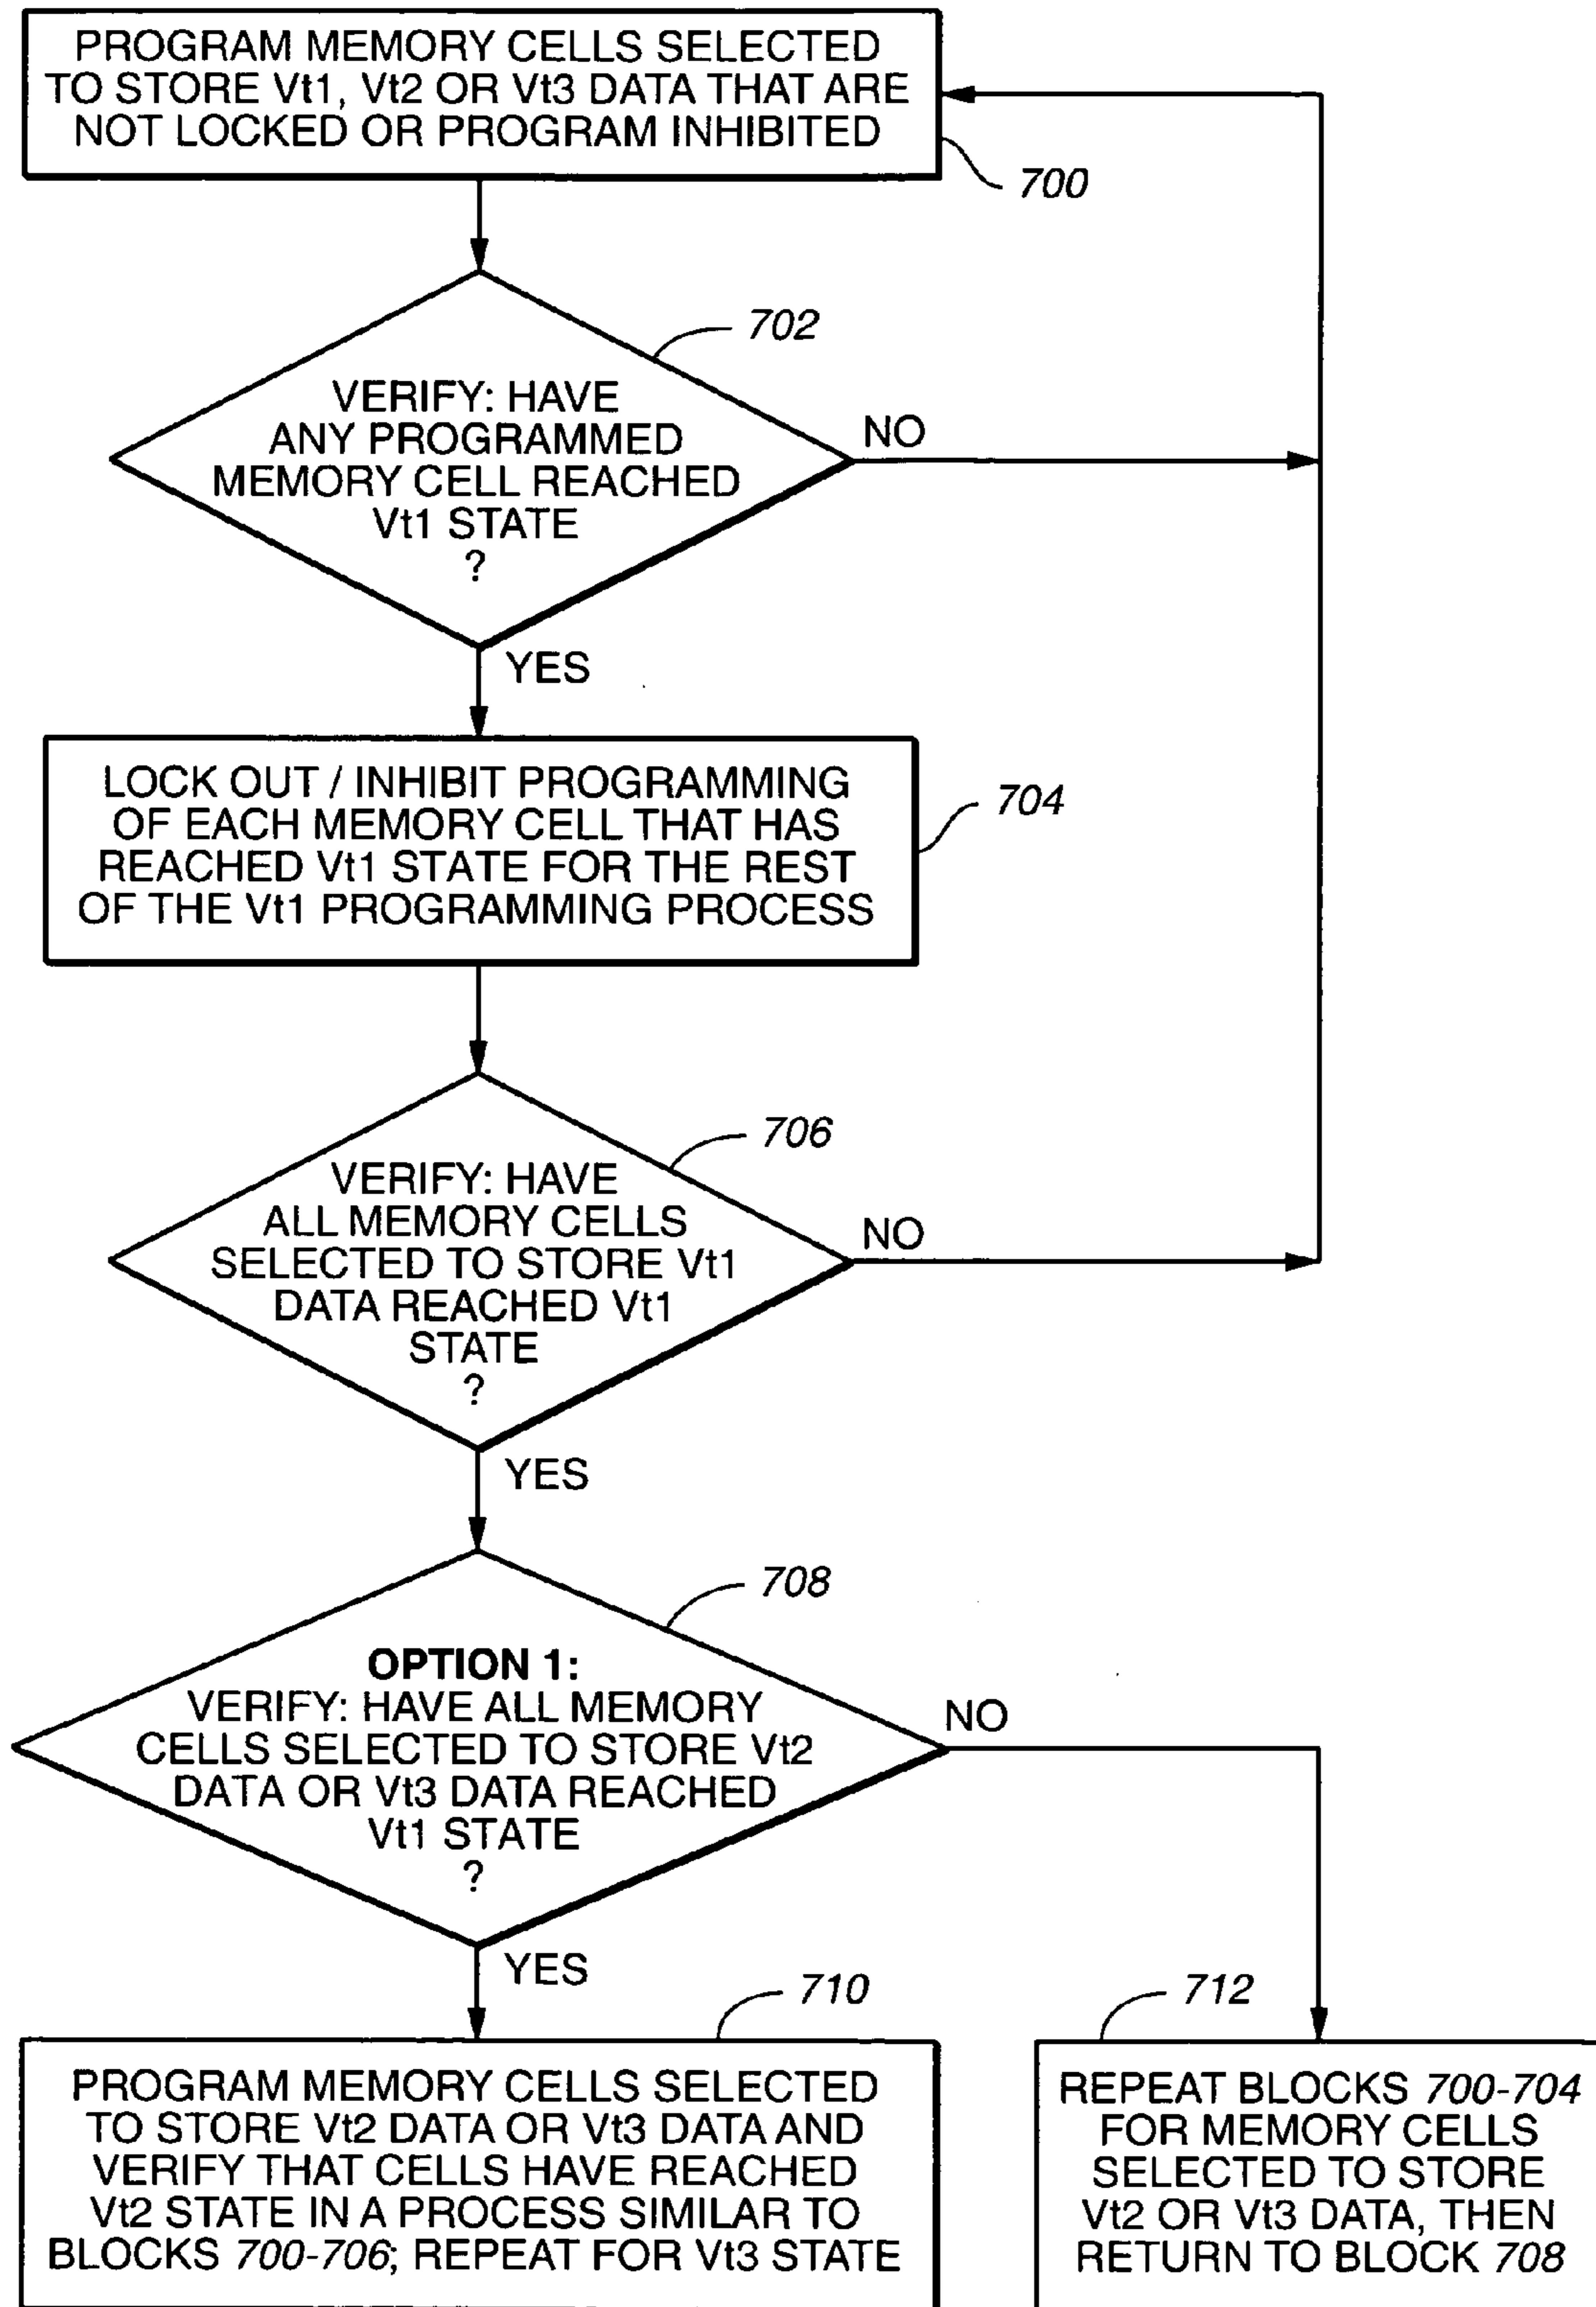 PROGRAM MEMORY CELLS SELECTED
TO STORE Vt1, Vt2 OR Vt3 DATA THAT ARE
NOT LOCKED OR PROGRAM INHIBITED
700
702
VERIFY: HAVE
ANY PROGRAMMED
MEMORY CELL REACHED
Vt1 STATE
?
NO
YES
LOCK OUT / INHIBIT PROGRAMMING
OF EACH MEMORY CELL THAT HAS
REACHED Vt1 STATE FOR THE REST
OF THE Vt1 PROGRAMMING PROCESS
704
706
VERIFY: HAVE
ALL MEMORY CELLS
SELECTED TO STORE Vt1
DATA REACHED Vt1
STATE
?
NO
YES
708
OPTION 1:
VERIFY: HAVE ALL MEMORY
CELLS SELECTED TO STORE Vt2
DATA OR Vt3 DATA REACHED
Vt1 STATE
?
NO
YES
710
PROGRAM MEMORY CELLS SELECTED
TO STORE Vt2 DATA OR Vt3 DATA AND
VERIFY THAT CELLS HAVE REACHED
Vt2 STATE IN A PROCESS SIMILAR TO
BLOCKS 700-706; REPEAT FOR Vt3 STATE
712
REPEAT BLOCKS 700-704
FOR MEMORY CELLS
SELECTED TO STORE
Vt2 OR Vt3 DATA, THEN
RETURN TO BLOCK 708